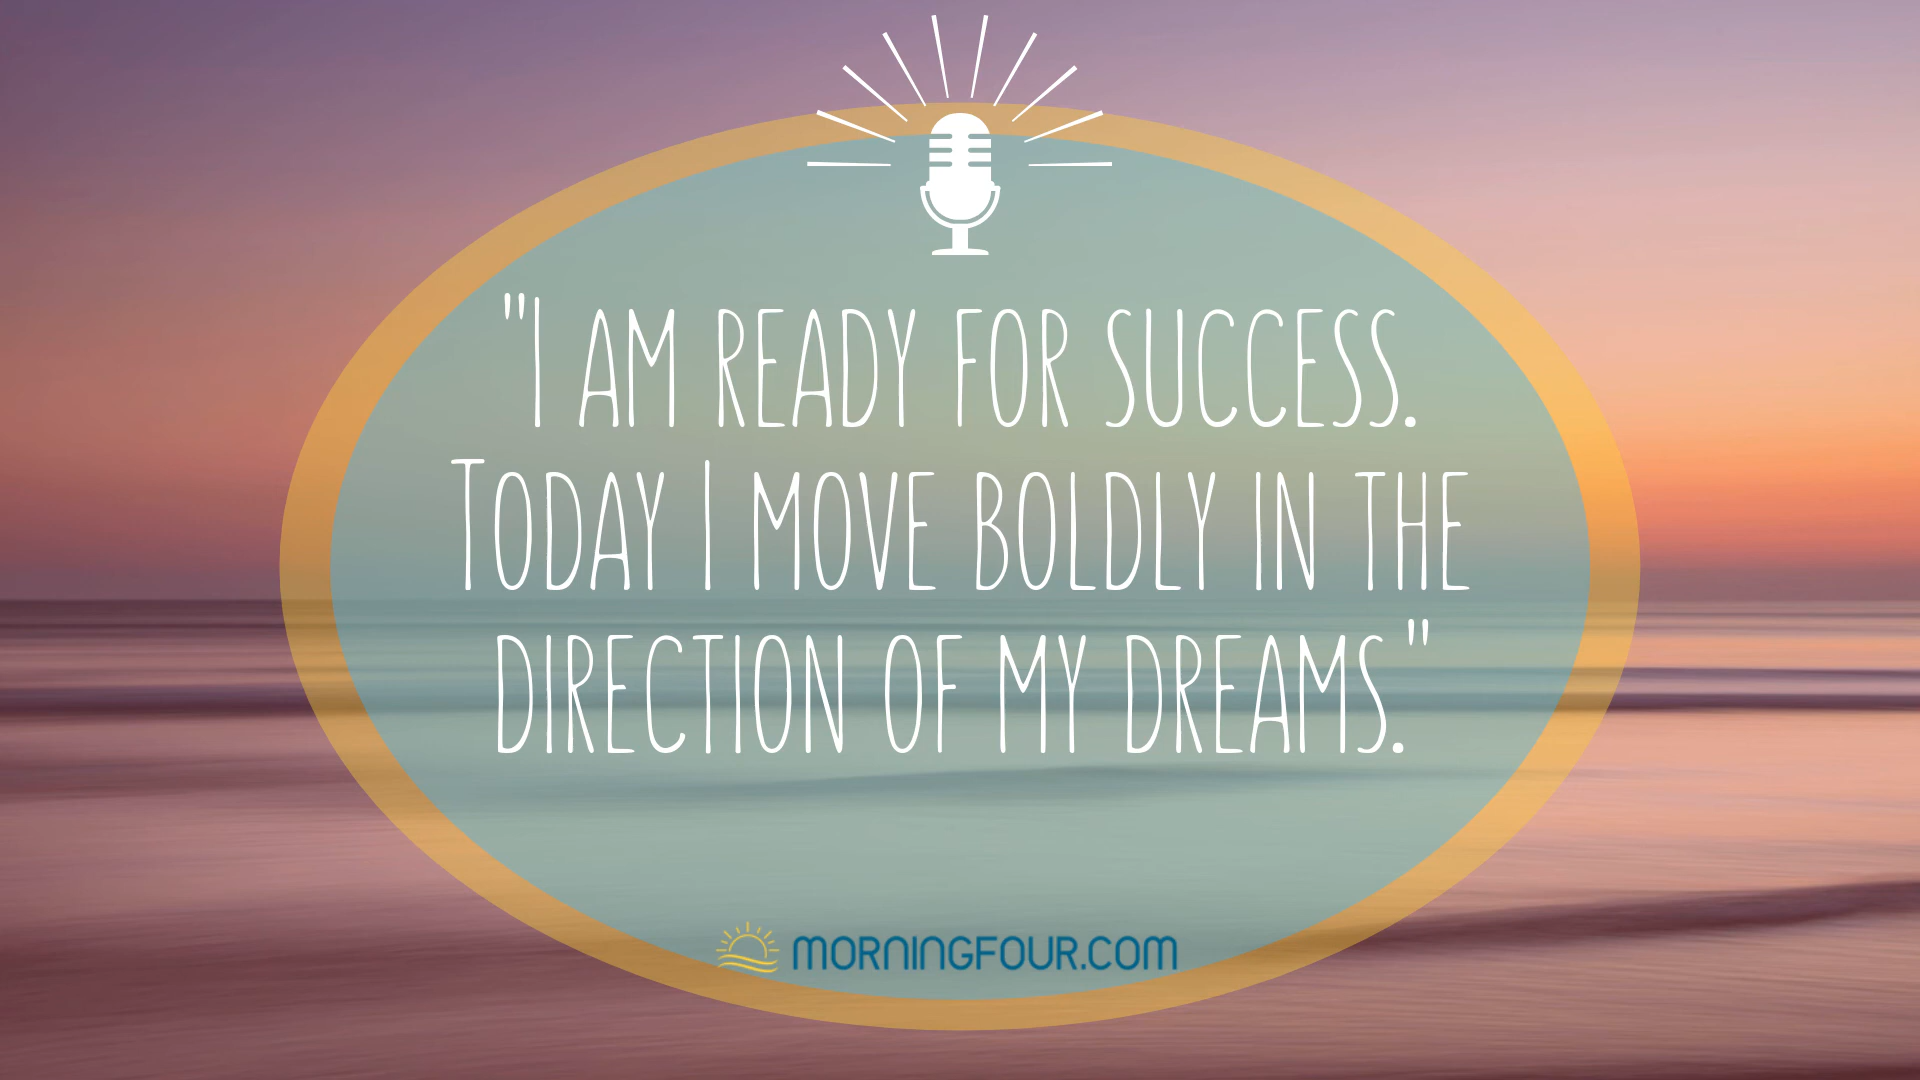 "I am ready for success.
Today I move boldly in the
direction of my dreams."
MORNINGFOUR.COM